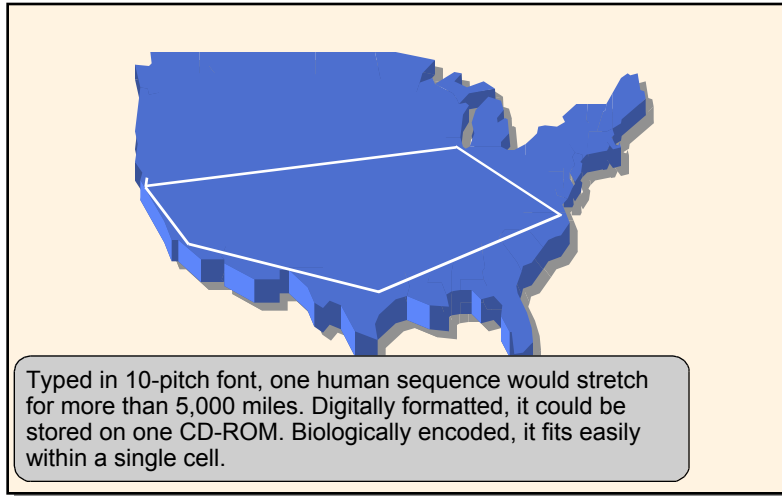 Typed in 10-pitch font, one human sequence would stretch
for more than 5,000 miles. Digitally formatted, it could be
stored on one CD-ROM. Biologically encoded, it fits easily
within a single cell.